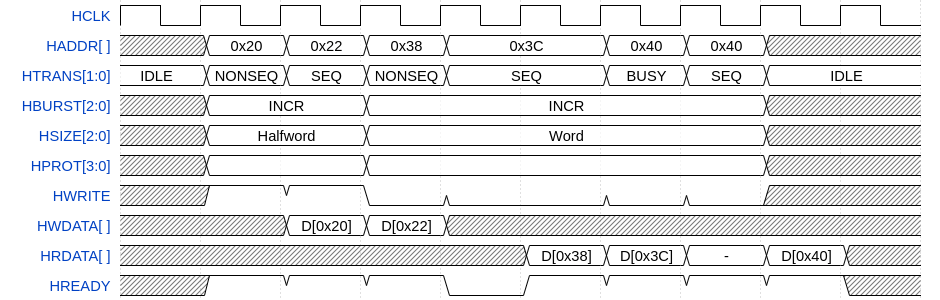 HCLK
HADDR[ ] 0x20 0x22 0x38 0x3C 0x40 0x40
HTRANS[1:0] IDLE NONSEQ SEQ NONSEQ SEQ BUSY SEQ IDLE
HBURST[2:0] INCR INCR
HSIZE[2:0] Halfword Word
HPROT[3:0]
HWRITE
HWDATA[ ] D[0x20] D[0x22]
HRDATA[ ] D[0x38] D[0x3C] - D[0x40]
HREADY